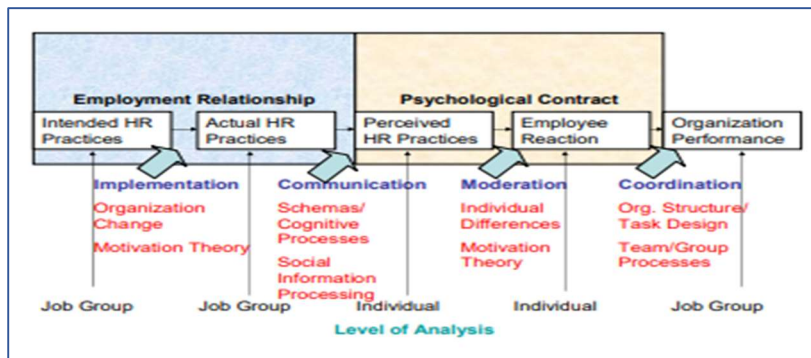 Employment Relationship
Psychological Contract
Intended HR
Practices
Actual HR
Practices
Perceived
HR Practices
Employee
Reaction
Organization
Performance
Implementation
Organization
Change
Motivation Theory
Communication
Schemas/
Cognitive
Processes
Social
Information
Processing
Moderation
Individual
Differences
Motivation
Theory
Coordination
Org. Structure/
Task Design
Team/Group
Processes
Job Group
Job Group
Individual
Individual
Job Group
Level of Analysis